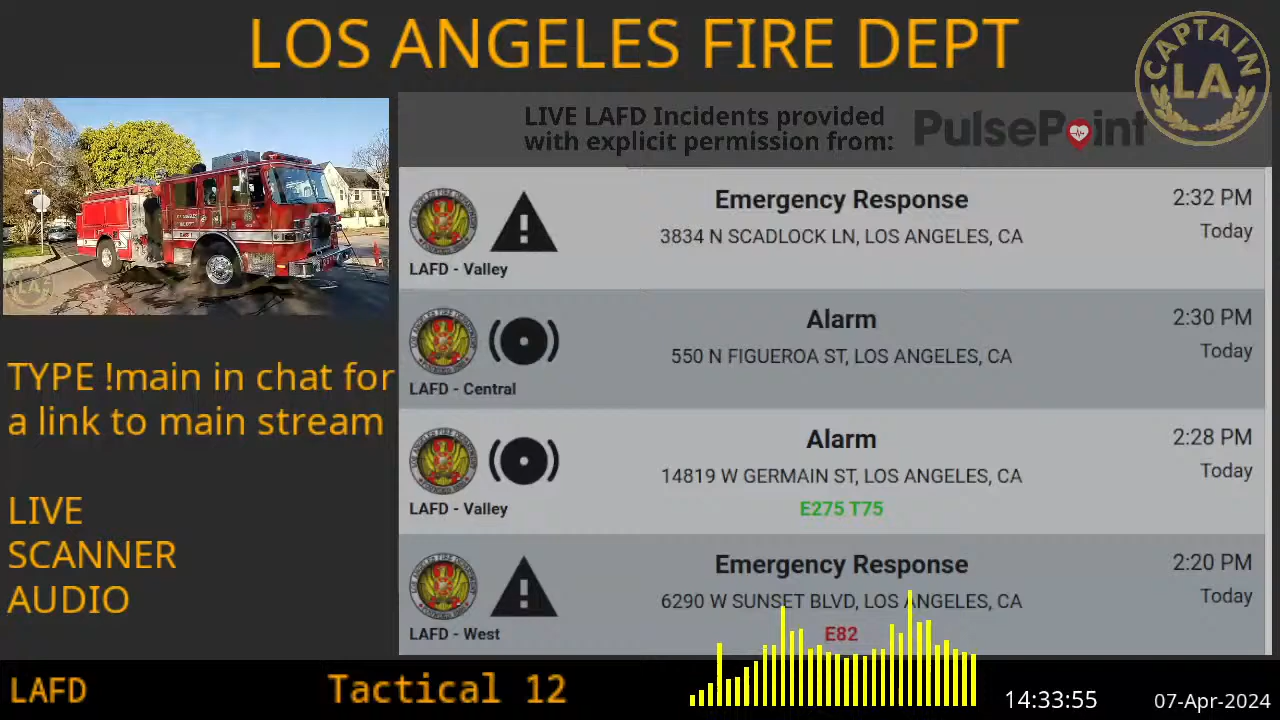 LOS ANGELES FIRE DEPT
CAPTAIN
LA
LIVE LAFD Incidents provided
with explicit permission from:
PulsePoint
Emergency Response
2:32 PM
3834 N SCADLOCK LN, LOS ANGELES, CA
Today
LAFD - Valley
Alarm
2:30 PM
550 N FIGUEROA ST, LOS ANGELES, CA
Today
LAFD - Central
Alarm
2:28 PM
14819 W GERMAIN ST, LOS ANGELES, CA
Today
E275 T75
LAFD - Valley
Emergency Response
2:20 PM
6290 W SUNSET BLVD, LOS ANGELES, CA
Today
E82
LAFD - West
TYPE !main in chat for
a link to main stream
LIVE
SCANNER
AUDIO
LAFD
Tactical 12
14:33:55
07-Apr-2024